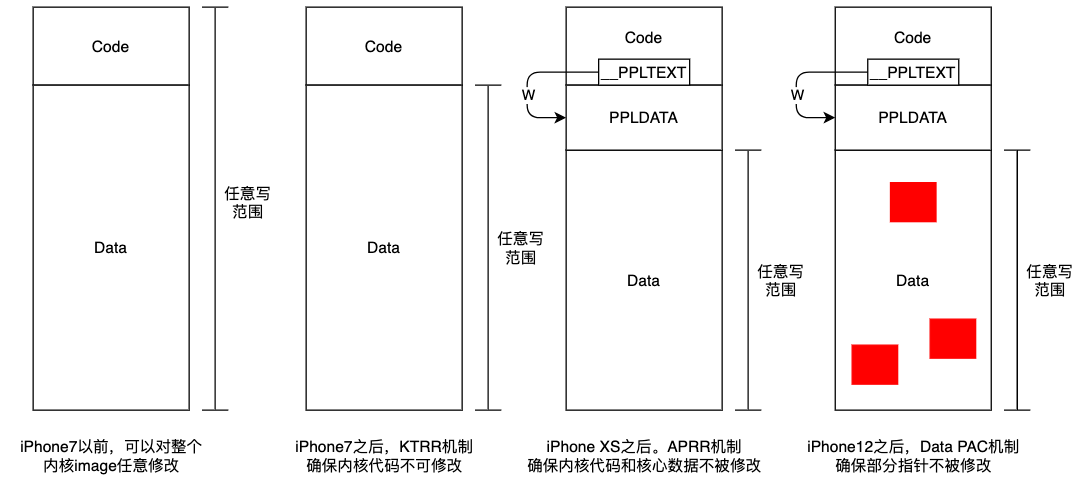 Code
Data
任意写
范围
iPhone7以前，可以对整个
内核image任意修改
Code
Data
任意写
范围
iPhone7之后，KTRR机制
确保内核代码不可修改
Code
__PPLTEXT
W
PPLDATA
Data
任意写
范围
iPhone XS之后。APRR机制
确保内核代码和核心数据不被修改
Code
__PPLTEXT
W
PPLDATA
Data
任意写
范围
iPhone12之后，Data PAC机制
确保部分指针不被修改